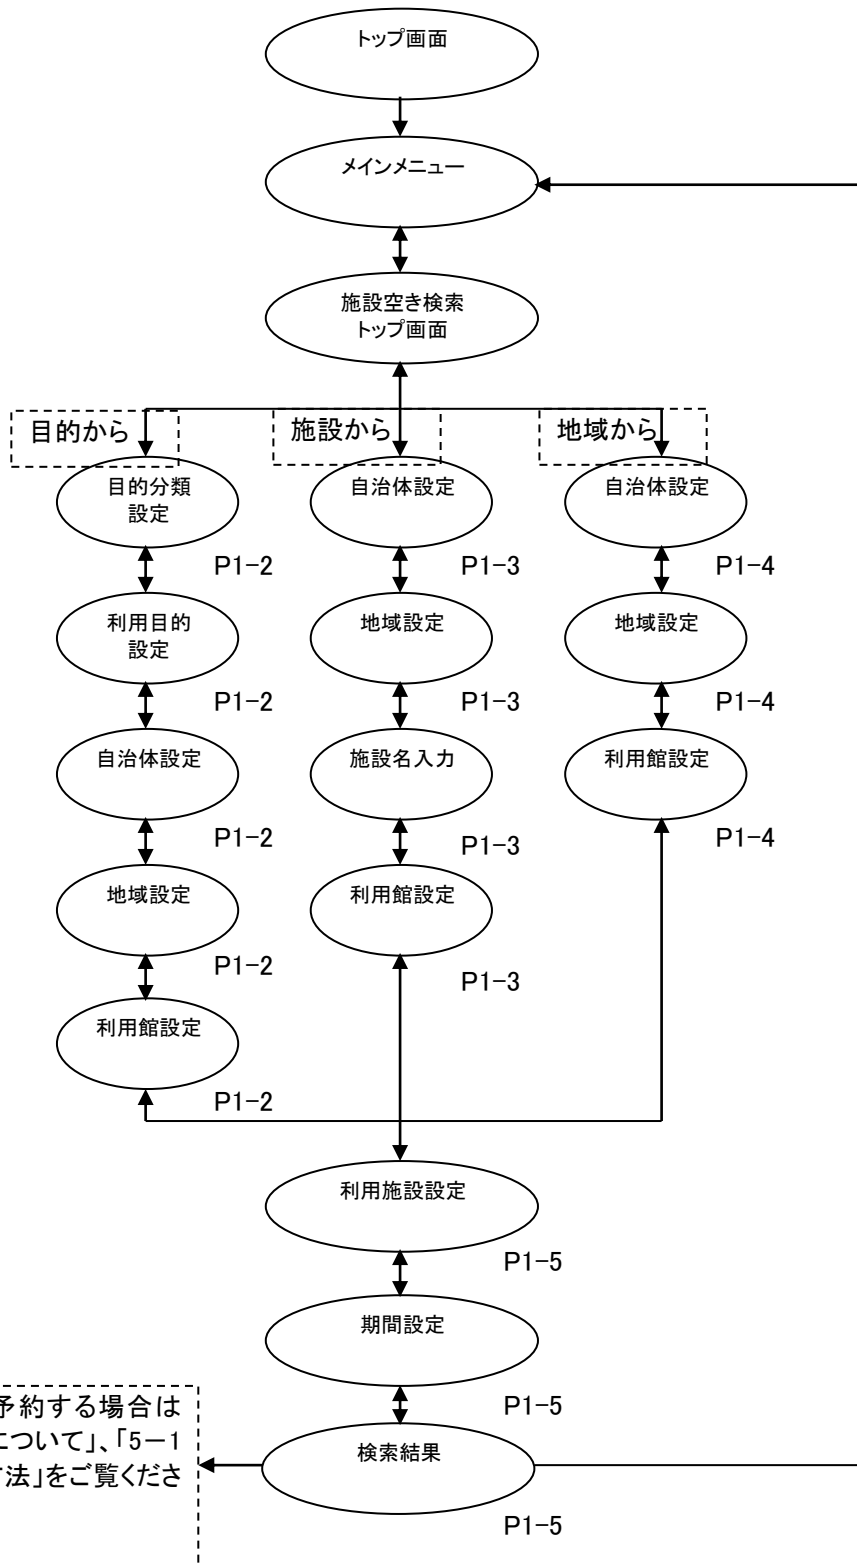 トップ画面
メインメニュー
施設空き検索
トップ画面
目的から
施設から
地域から
目的分類
設定
自治体設定
自治体設定
P1-2
P1-3
P1-4
利用目的
設定
地域設定
地域設定
P1-2
P1-3
P1-4
自治体設定
施設名入力
利用館設定
P1-2
P1-3
P1-4
地域設定
利用館設定
P1-2
P1-3
利用館設定
P1-2
利用施設設定
P1-5
期間設定
P1-5
予約する場合は
について」、「5-1
方法」をご覧くださ
検索結果
P1-5